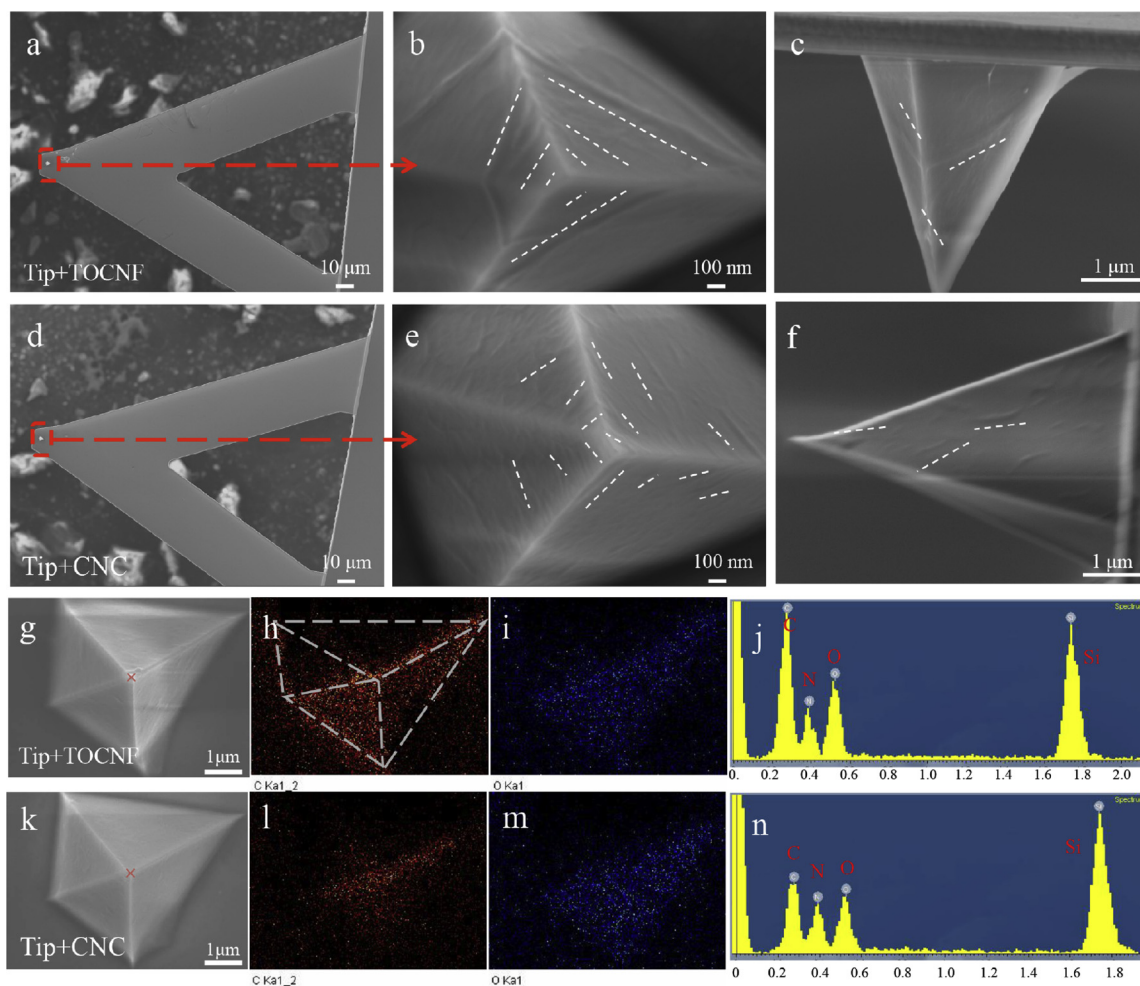 a
b
c
Tip+TOCNF
10 μm
100 nm
1 μm
d
e
f
Tip+CNC
10 μm
100 nm
1 μm
g
h
i
j
Spectru
C
C
N
N
O
O
Si
Si
Tip+TOCNF
1μm
C Ka1_2
O Ka1
0. 0.2 0.4 0.6 0.8 1.0 1.2 1.4 1.6 1.8 2.0
k
l
m
n
Spectru
C
N
O
Si
Tip+CNC
1μm
C Ka1_2
O Ka1
0 0.2 0.4 0.6 0.8 1.0 1.2 1.4 1.6 1.8